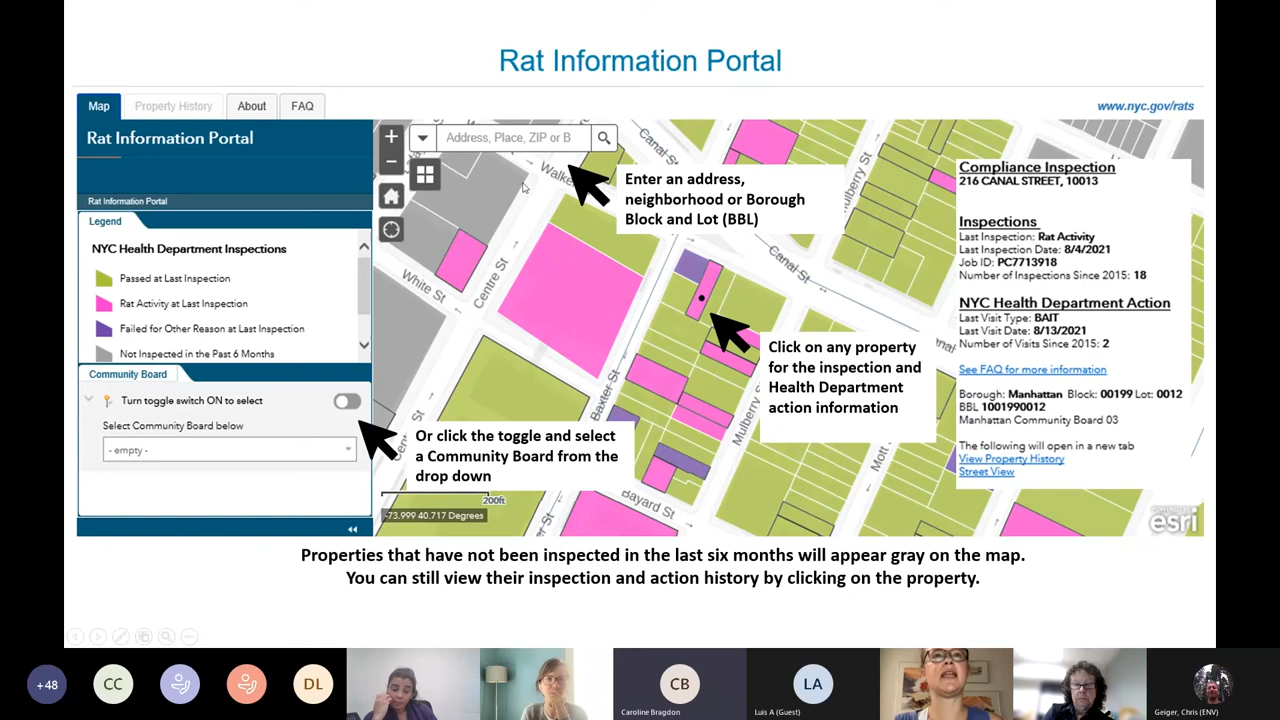 Rat Information Portal
Map
Property History
About
FAQ
www.nyc.gov/rats
Rat Information Portal
Rat Information Portal
Legend
NYC Health Department Inspections
Passed at Last Inspection
Rat Activity at Last Inspection
Failed for Other Reason at Last Inspection
Not Inspected in the Past 6 Months
Community Board
Turn toggle switch ON to select
Select Community Board below
- empty -
+
−
Address, Place, ZIP or B
Enter an address,
neighborhood or Borough
Block and Lot (BBL)
Canal St
Walke
Mulberry St
White St
Centre St
Canal St
Baxter St
Mulberry St
Mott
Bayard St
Click on any property
for the inspection and
Health Department
action information
Or click the toggle and select
a Community Board from the
drop down
200ft
-73.999 40.717 Degrees
Compliance Inspection
216 CANAL STREET, 10013
Inspections
Last Inspection: Rat Activity
Last Inspection Date: 8/4/2021
Job ID: PC7713918
Number of Inspections Since 2015: 18
NYC Health Department Action
Last Visit Type: BAIT
Last Visit Date: 8/13/2021
Number of Visits Since 2015: 2
See FAQ for more information
Borough: Manhattan Block: 00199 Lot: 0012
BBL 1001990012
Manhattan Community Board 03
The following will open in a new tab
View Property History
Street View
esri
Properties that have not been inspected in the last six months will appear gray on the map.
You can still view their inspection and action history by clicking on the property.
+48
CC
DL
CB
Caroline Bragdon
LA
Luis A (Guest)
Geiger, Chris (ENV)